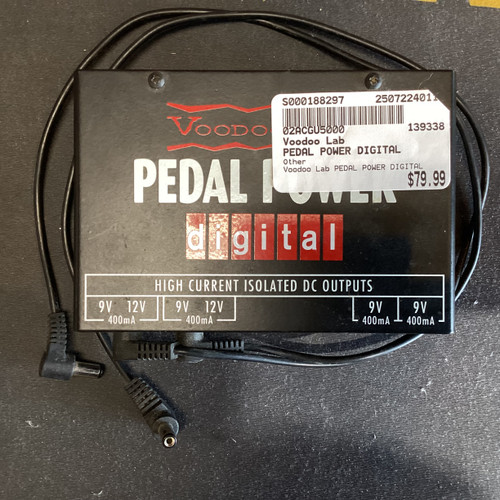 S000188297 2507224011
02ACGU5000 139338
Voodoo Lab
PEDAL POWER DIGITAL
Other
Voodoo Lab PEDAL POWER DIGITAL
$79.99
VOODOO
PEDAL POWER
digital
HIGH CURRENT ISOLATED DC OUTPUTS
9V 12V 9V 12V 9V 9V
400mA 400mA 400mA 400mA